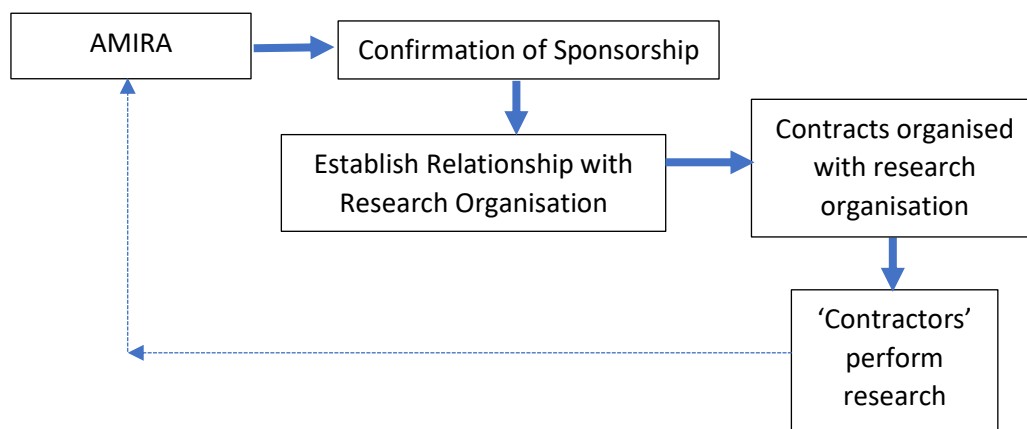 AMIRA
Confirmation of Sponsorship
Establish Relationship with
Research Organisation
Contracts organised
with research
organisation
‘Contractors’
perform
research